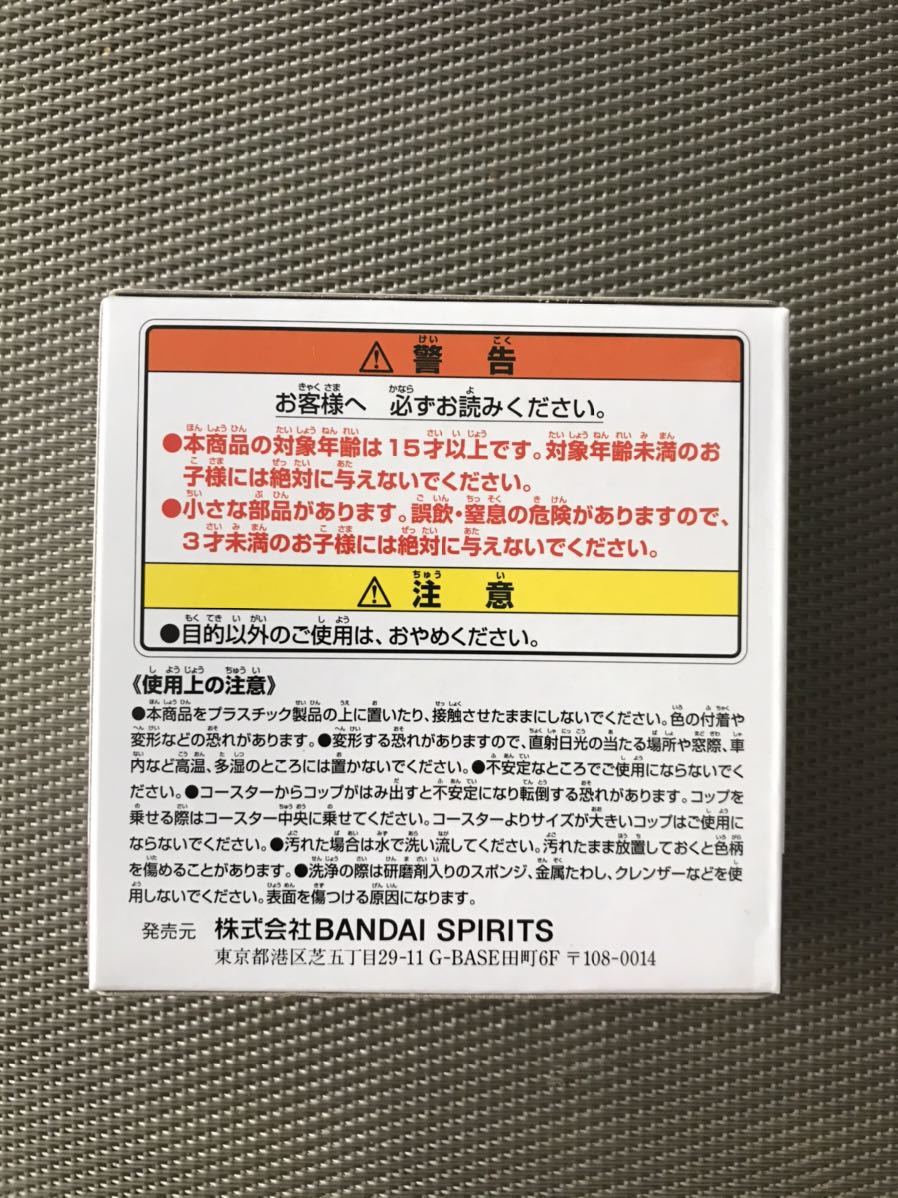 ⚠ 警告
お客様へ 必ずお読みください。
●本商品の対象年齢は15才以上です。対象年齢未満のお
子様には絶対に与えないでください。
●小さな部品があります。誤飲・窒息の危険がありますので、
3才未満のお子様には絶対に与えないでください。
⚠ 注意
●目的以外のご使用は、おやめください。
《使用上の注意》
●本商品をプラスチック製品の上に置いたり、接触させたままにしないでください。色の付着や
変形などの恐れがあります。●変形する恐れがありますので、直射日光の当たる場所や窓際、車
内など高温、多湿のところには置かないでください。●不安定なところでご使用にならないでく
ださい。●コースターからコップがはみ出すと不安定になり転倒する恐れがあります。コップを
乗せる際はコースター中央に乗せてください。コースターよりサイズが大きいコップはご使用に
ならないでください。●汚れた場合は水で洗い流してください。汚れたまま放置しておくと色柄
を傷めることがあります。●洗浄の際は研磨剤入りのスポンジ、金属たわし、クレンザーなどを使
用しないでください。表面を傷つける原因になります。
発売元 株式会社BANDAI SPIRITS
東京都港区芝五丁目29-11 G-BASE田町6F 〒108-0014